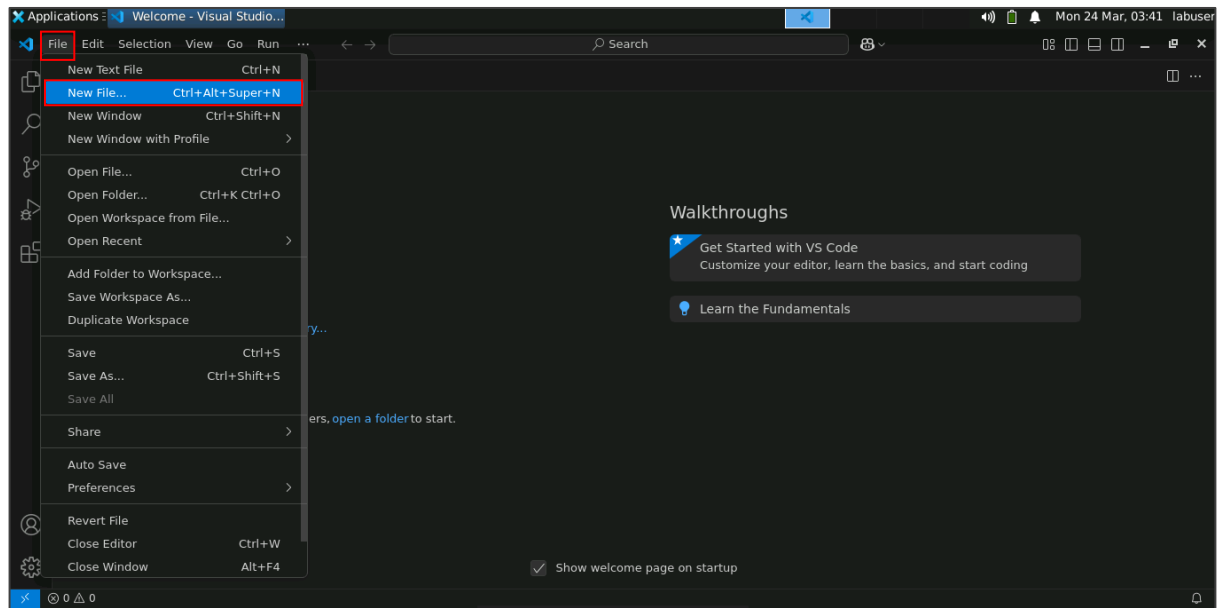 Applications Welcome - Visual Studio... Mon 24 Mar, 03:41 labuser
File Edit Selection View Go Run ... Search
New Text File Ctrl+N
New File... Ctrl+Alt+Super+N
New Window Ctrl+Shift+N
New Window with Profile
Open File... Ctrl+O
Open Folder... Ctrl+K Ctrl+O
Open Workspace from File...
Open Recent
Add Folder to Workspace...
Save Workspace As...
Duplicate Workspace
ry...
Save Ctrl+S
Save As... Ctrl+Shift+S
Save All
ers, open a folder to start.
Share
Auto Save
Preferences
Revert File
Close Editor Ctrl+W
Close Window Alt+F4
Walkthroughs
Get Started with VS Code
Customize your editor, learn the basics, and start coding
Learn the Fundamentals
Show welcome page on startup
0 0